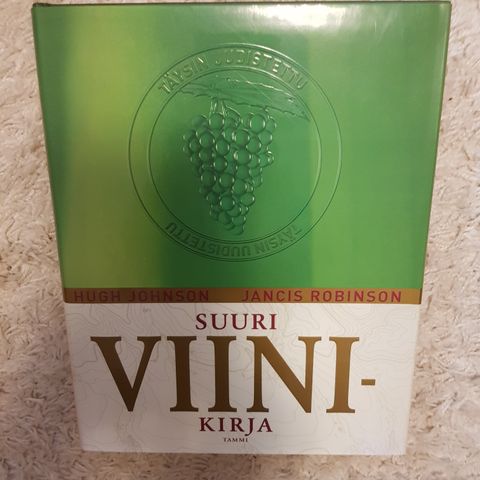 TÄYSIN UUDISTETTU
TÄYSIN UUDISTETTU
HUGH JOHNSON JANCIS ROBINSON
SUURI
VIINI-
KIRJA
TAMMI